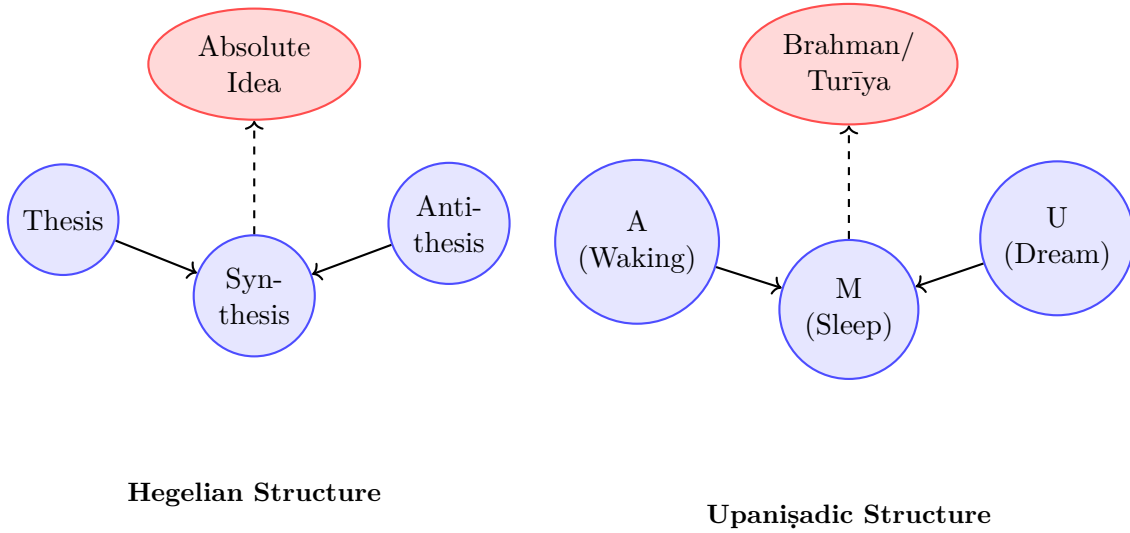 Absolute
Idea
Thesis
Anti-
thesis
Syn-
thesis
Hegelian Structure
Brahman/
Turīya
A
(Waking)
U
(Dream)
M
(Sleep)
Upaniṣadic Structure